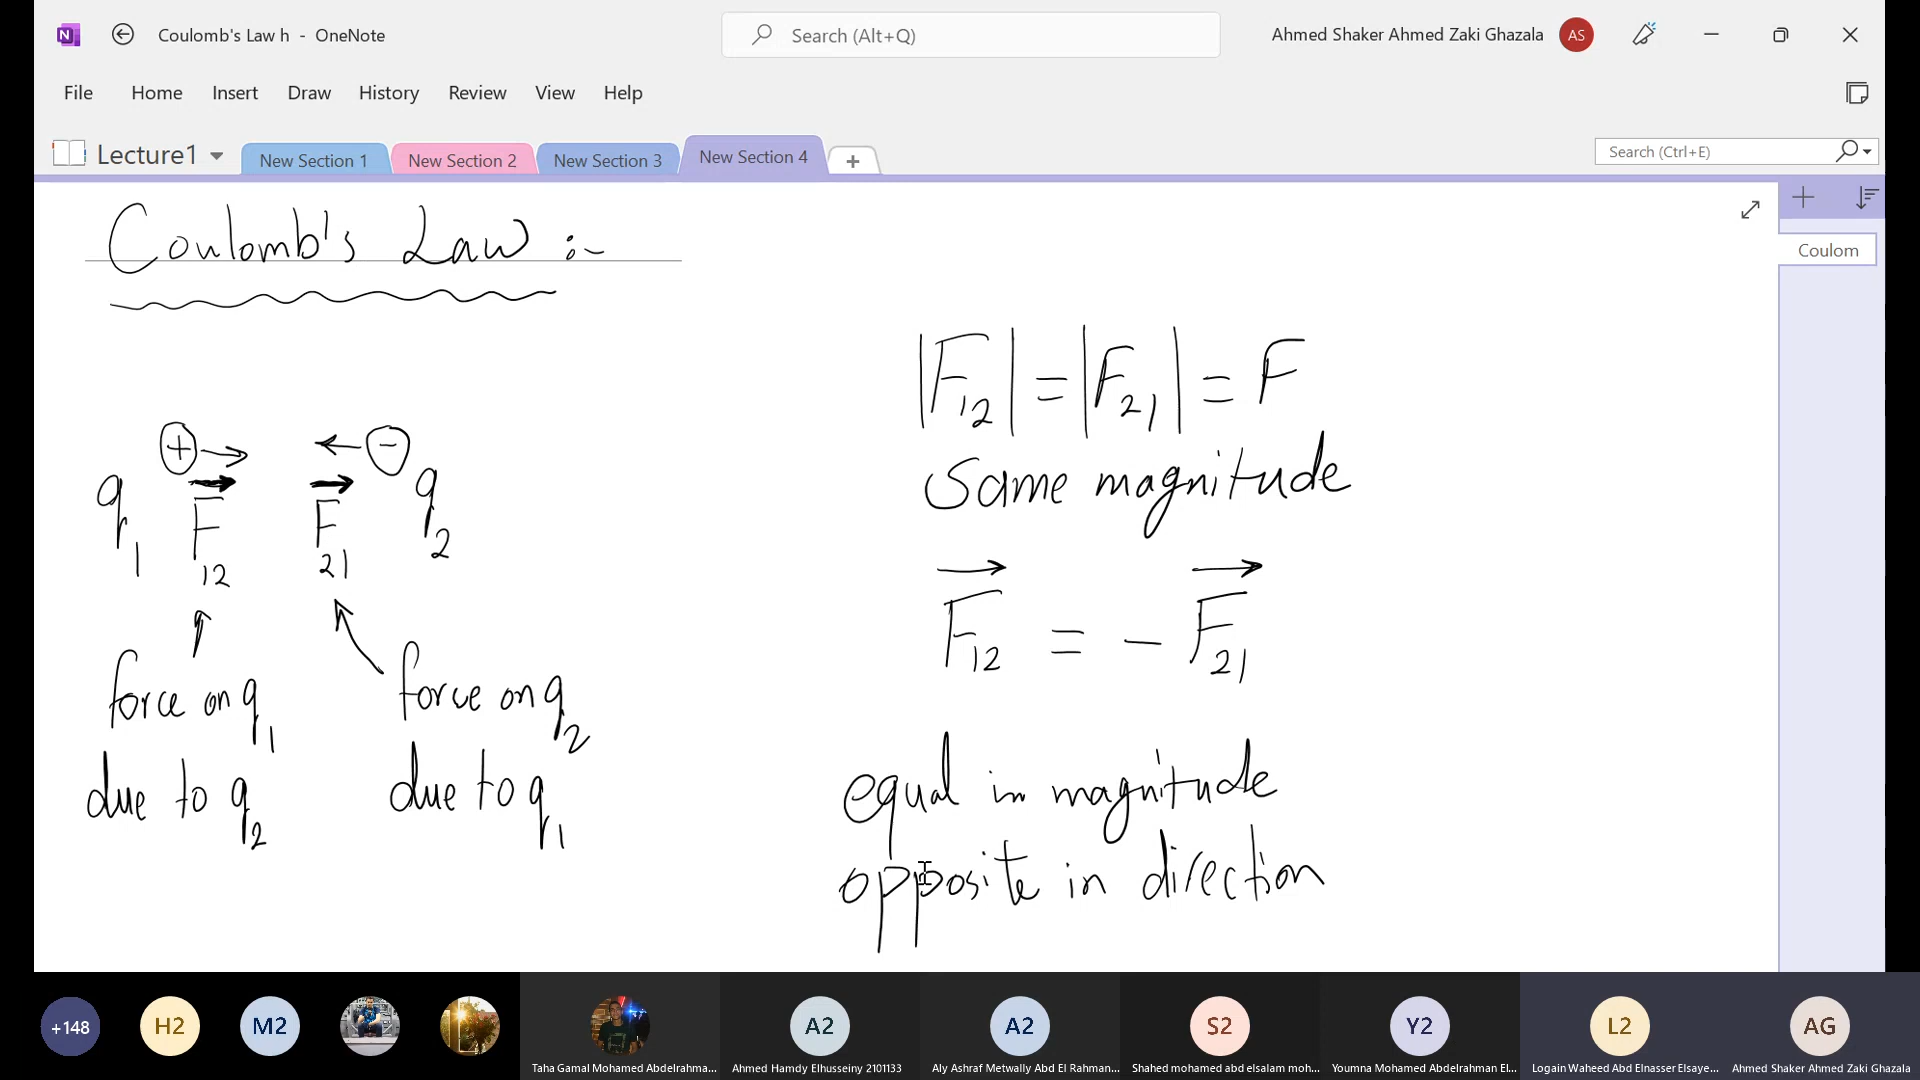 Coulomb's Law h - OneNote
Search (Alt+Q)
Ahmed Shaker Ahmed Zaki Ghazala
AS
File Home Insert Draw History Review View Help
Lecture1
New Section 1
New Section 2
New Section 3
New Section 4
Search (Ctrl+E)
Coulom
Coulomb's Law :-
+ → ← -
q1 F12 F21 q2
force on q1
due to q2
force on q2
due to q1
|F12| = |F21| = F
Same magnitude
F12 = - F21
equal in magnitude
opposite in direction
+148
H2
M2
Taha Gamal Mohamed Abdelrahma...
A2
Ahmed Hamdy Elhusseiny 2101133
A2
Aly Ashraf Metwally Abd El Rahman...
S2
Shahed mohamed abd elsalam moh...
Y2
Youmna Mohamed Abdelrahman El...
L2
Logain Waheed Abd Elnasser Elsaye...
AG
Ahmed Shaker Ahmed Zaki Ghazala